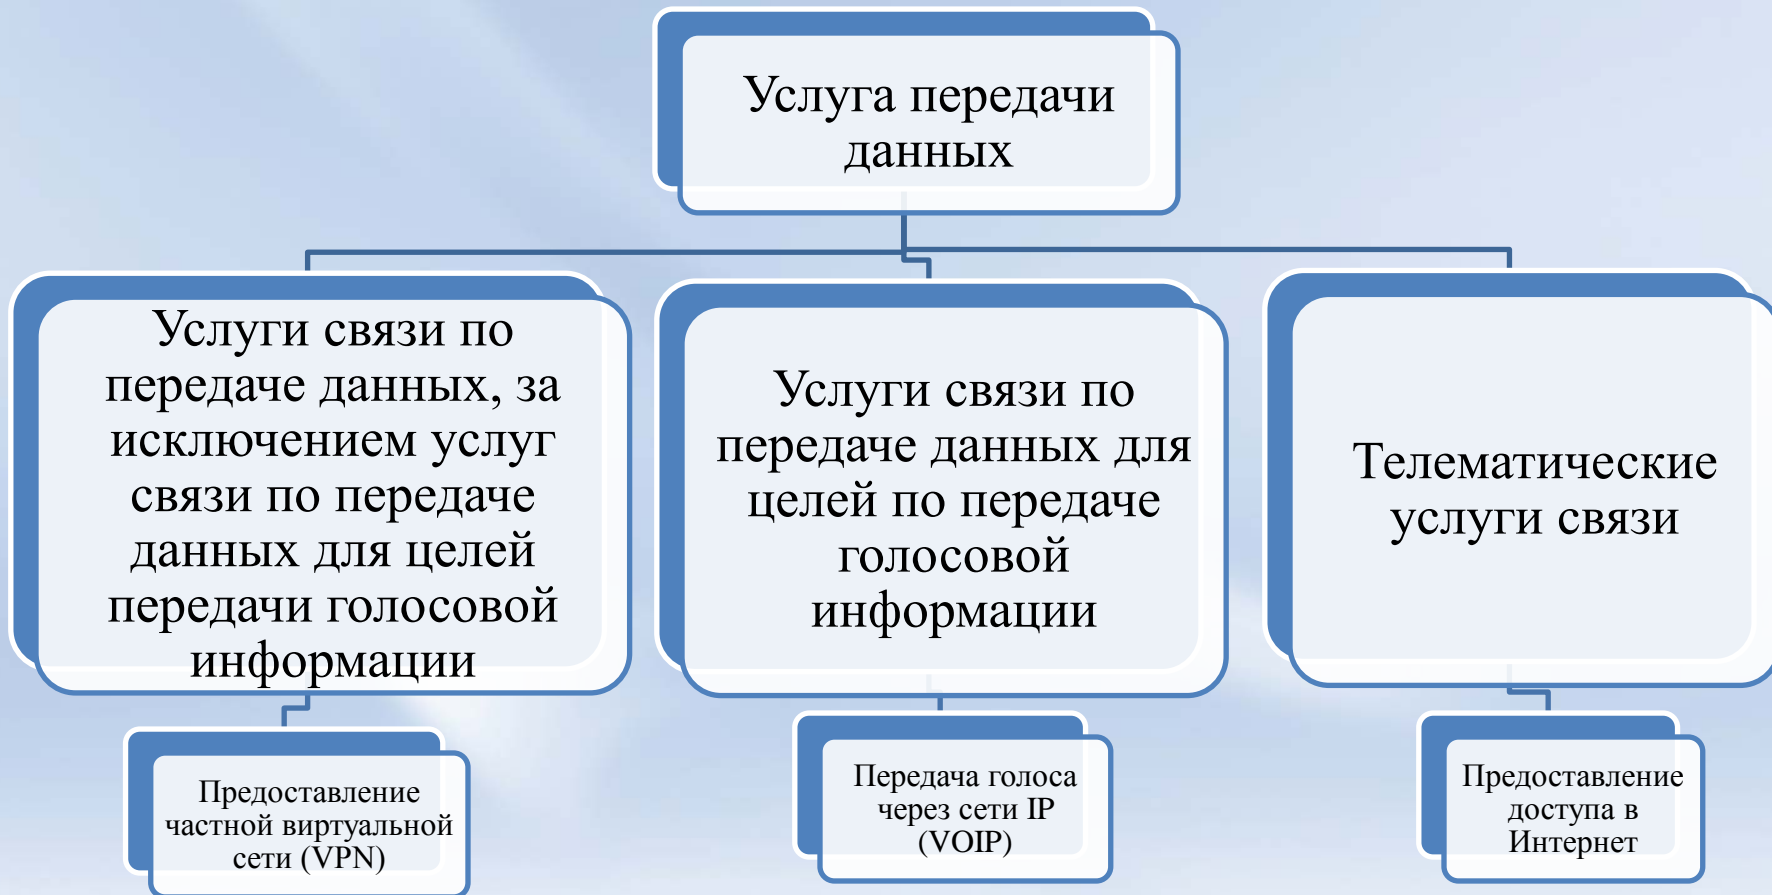 Услуга передачи
данных
Услуги связи по
передаче данных, за
исключением услуг
связи по передаче
данных для целей
передачи голосовой
информации
Услуги связи по
передаче данных для
целей по передаче
голосовой
информации
Телематические
услуги связи
Предоставление
частной виртуальной
сети (VPN)
Передача голоса
через сети IP
(VOIP)
Предоставление
доступа в
Интернет